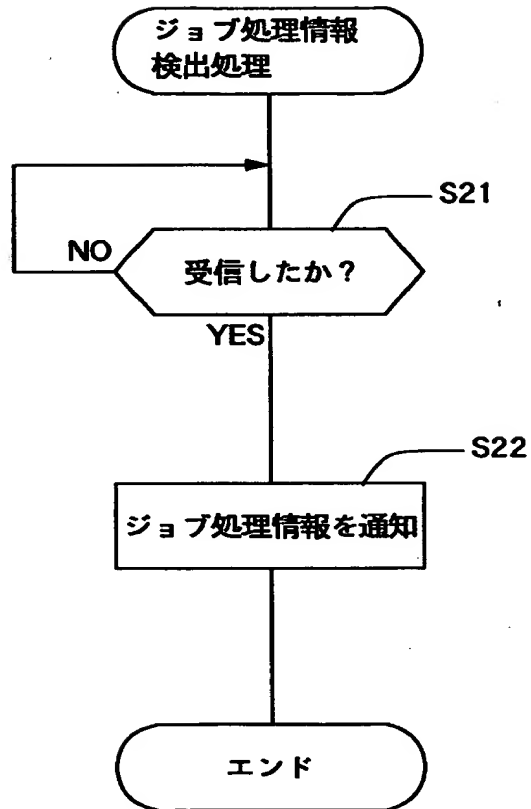 ジョブ処理情報
検出処理
S21
NO
受信したか？
YES
S22
ジョブ処理情報を通知
エンド